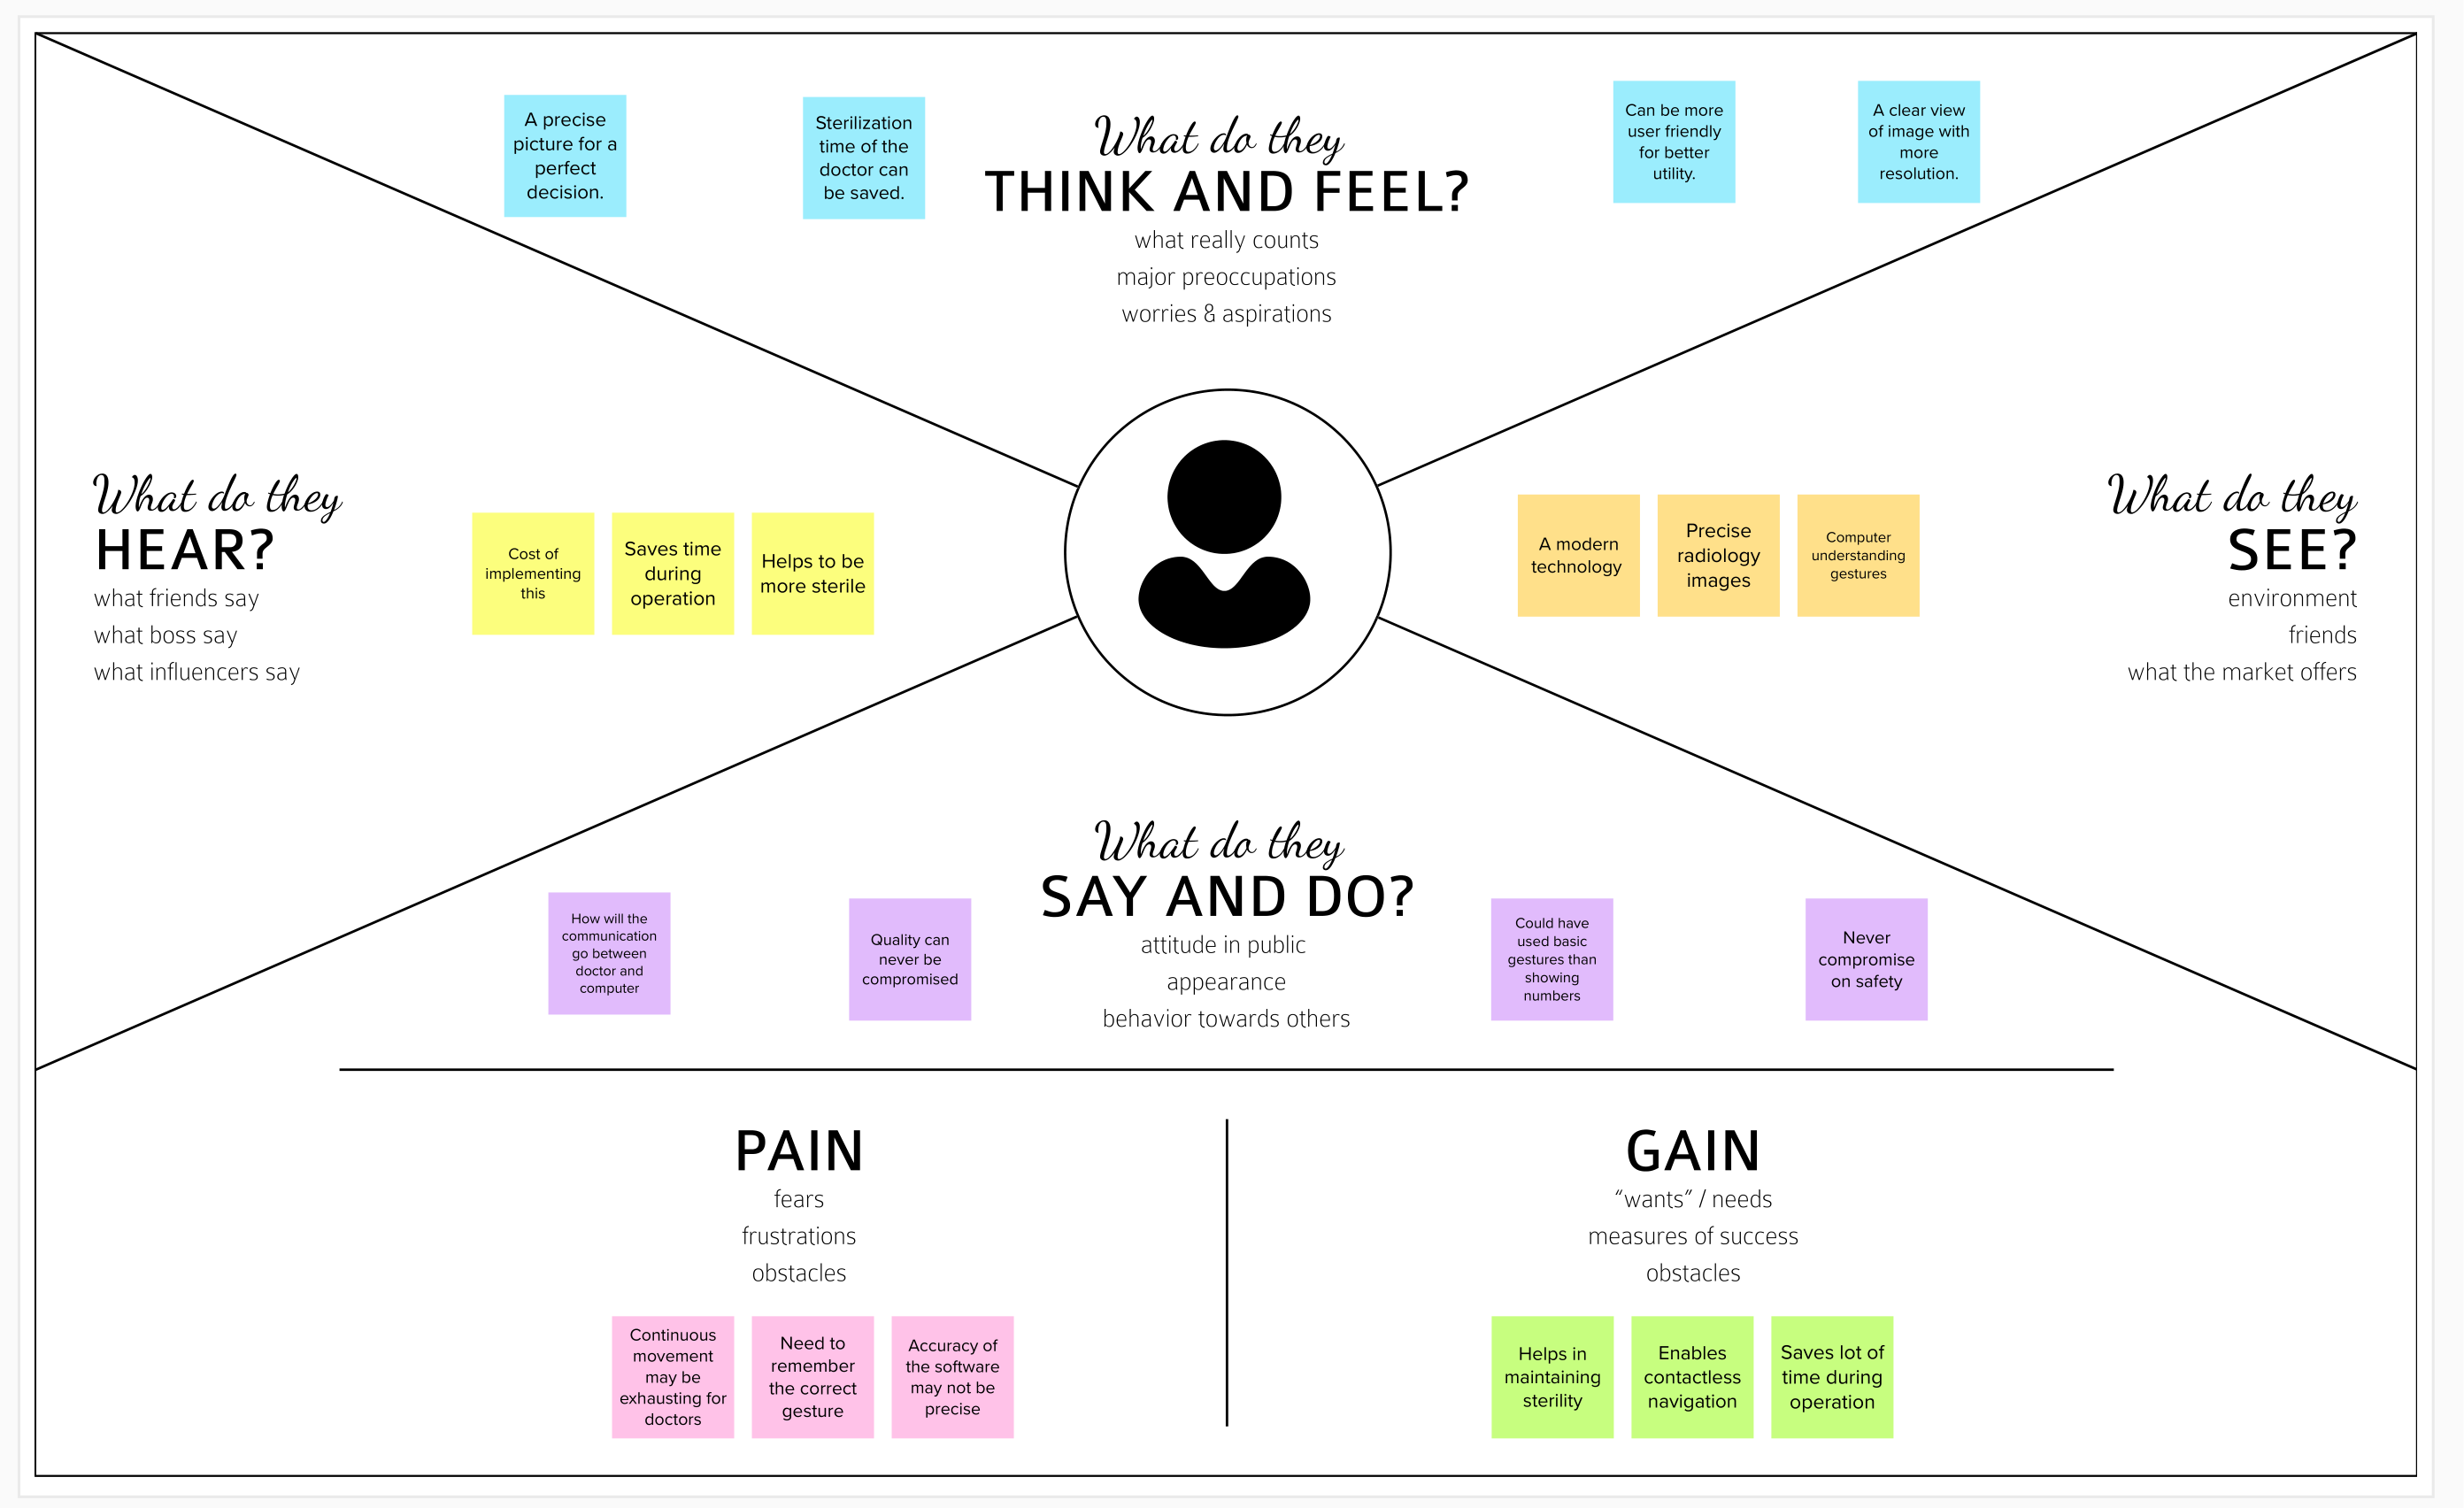 A precise
picture for a
perfect
decision.
Sterilization
time of the
doctor can
be saved.
What do they
THINK AND FEEL?
what really counts
major preoccupations
worries & aspirations
Can be more
user friendly
for better
utility.
A clear view
of image with
more
resolution.
What do they
HEAR?
what friends say
what boss say
what influencers say
Cost of
implementing
this
Saves time
during
operation
Helps to be
more sterile
A modern
technology
Precise
radiology
images
Computer
understanding
gestures
What do they
SEE?
environment
friends
what the market offers
How will the
communication
go between
doctor and
computer
Quality can
never be
compromised
What do they
SAY AND DO?
attitude in public
appearance
behavior towards others
Could have
used basic
gestures than
showing
numbers
Never
compromise
on safety
PAIN
fears
frustrations
obstacles
Continuous
movement
may be
exhausting for
doctors
Need to
remember
the correct
gesture
Accuracy of
the software
may not be
precise
GAIN
“wants” / needs
measures of success
obstacles
Helps in
maintaining
sterility
Enables
contactless
navigation
Saves lot of
time during
operation